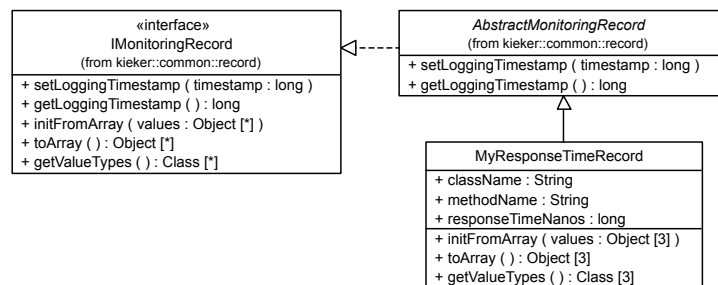 «interface»
IMonitoringRecord
(from kieker::common::record)
+ setLoggingTimestamp ( timestamp : long )
+ getLoggingTimestamp ( ) : long
+ initFromArray ( values : Object [*] )
+ toArray ( ) : Object [*]
+ getValueTypes ( ) : Class [*]
AbstractMonitoringRecord
(from kieker::common::record)
+ setLoggingTimestamp ( timestamp : long )
+ getLoggingTimestamp ( ) : long
MyResponseTimeRecord
+ className : String
+ methodName : String
+ responseTimeNanos : long
+ initFromArray ( values : Object [3] )
+ toArray ( ) : Object [3]
+ getValueTypes ( ) : Class [3]